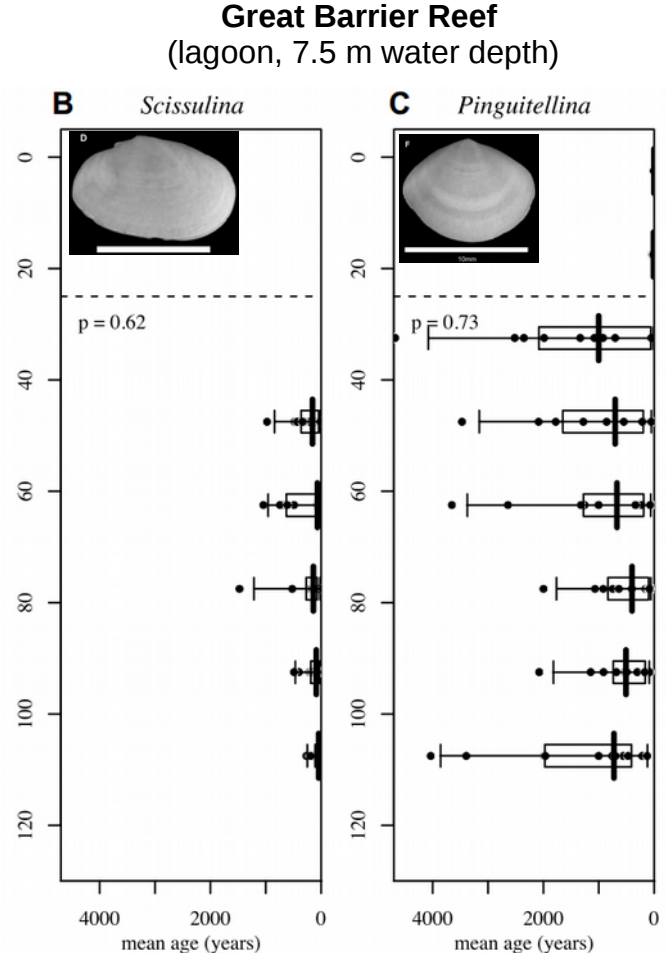 Great Barrier Reef
(lagoon, 7.5 m water depth)
B Scissulina
C Pinguitellina
D
F
10mm
p = 0.62
p = 0.73
0
20
40
60
80
100
120
0
20
40
60
80
100
120
4000 2000 0
mean age (years)
4000 2000 0
mean age (years)